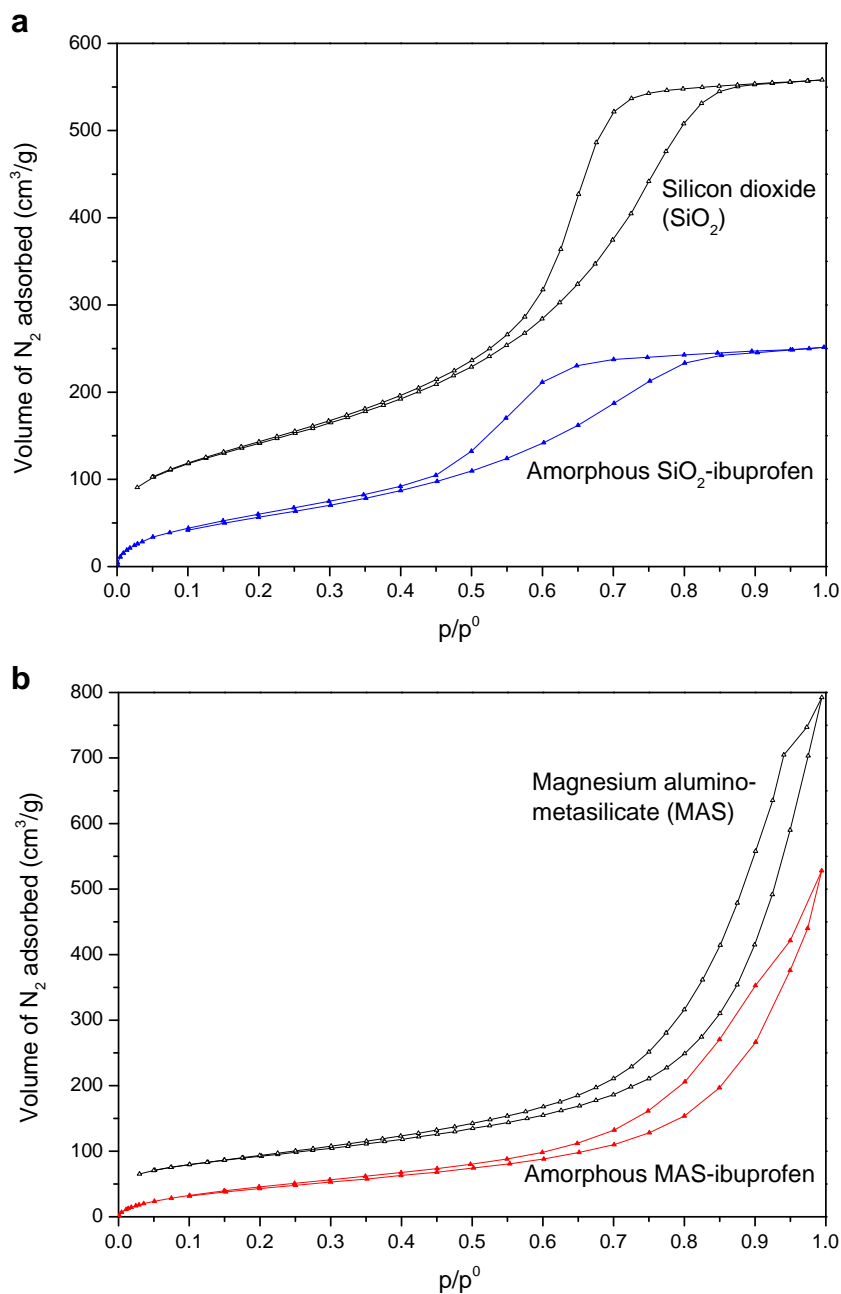 a
600
500
400
300
200
100
0
Volume of N₂ adsorbed (cm³/g)
Silicon dioxide
(SiO₂)
Amorphous SiO₂-ibuprofen
0.0 0.1 0.2 0.3 0.4 0.5 0.6 0.7 0.8 0.9 1.0
p/p⁰
b
800
700
600
500
400
300
200
100
0
Volume of N₂ adsorbed (cm³/g)
Magnesium alumino-
metasilicate (MAS)
Amorphous MAS-ibuprofen
0.0 0.1 0.2 0.3 0.4 0.5 0.6 0.7 0.8 0.9 1.0
p/p⁰